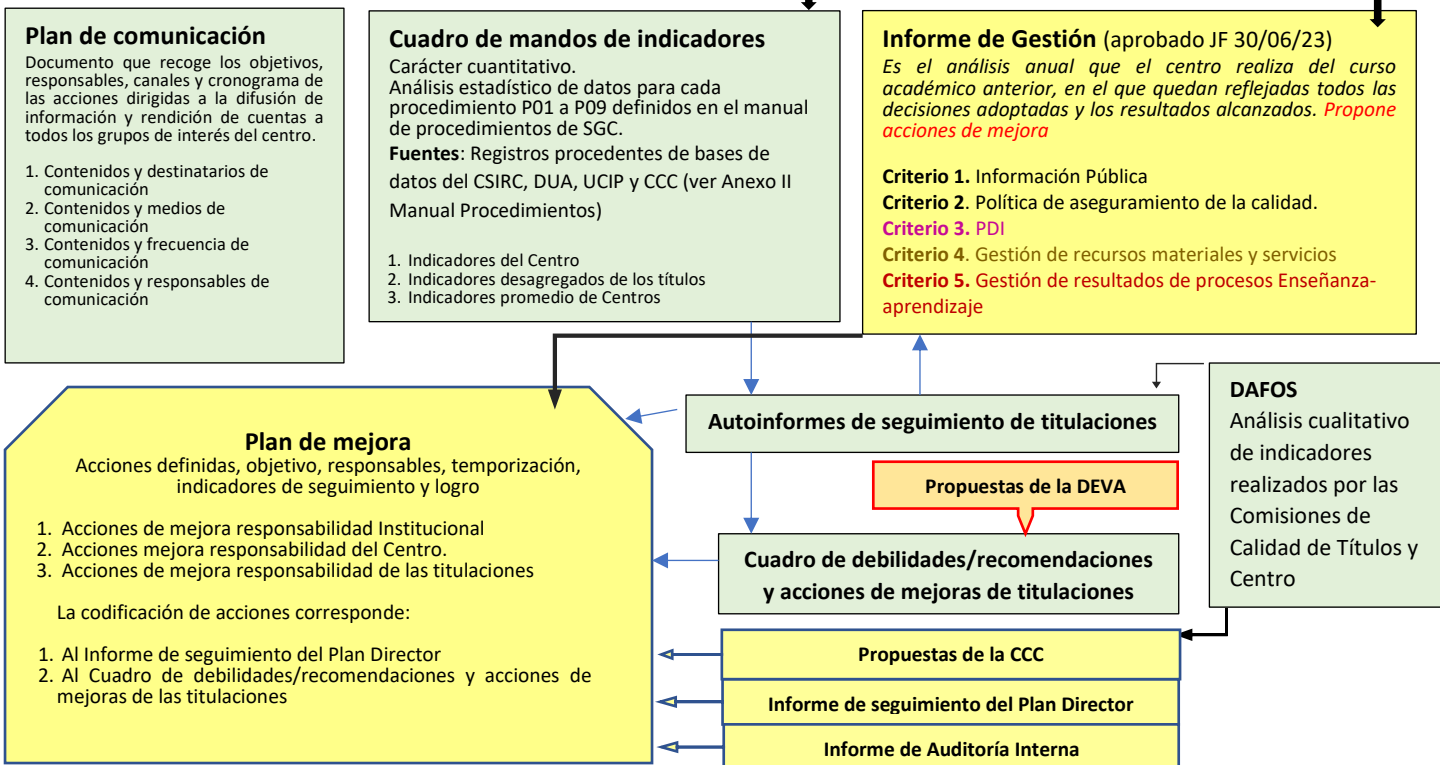 Plan de comunicación
Documento que recoge los objetivos,
responsables, canales y cronograma de
las acciones dirigidas a la difusión de
información y rendición de cuentas a
todos los grupos de interés del centro.
1. Contenidos y destinatarios de
comunicación
2. Contenidos y medios de
comunicación
3. Contenidos y frecuencia de
comunicación
4. Contenidos y responsables de
comunicación
Cuadro de mandos de indicadores
Carácter cuantitativo.
Análisis estadístico de datos para cada
procedimiento P01 a P09 definidos en el manual
de procedimientos de SGC.
Fuentes: Registros procedentes de bases de
datos del CSIRC, DUA, UCIP y CCC (ver Anexo II
Manual Procedimientos)
1. Indicadores del Centro
2. Indicadores desagregados de los títulos
3. Indicadores promedio de Centros
Informe de Gestión (aprobado JF 30/06/23)
Es el análisis anual que el centro realiza del curso
académico anterior, en el que quedan reflejadas todos las
decisiones adoptadas y los resultados alcanzados. Propone
acciones de mejora
Criterio 1. Información Pública
Criterio 2. Política de aseguramiento de la calidad.
Criterio 3. PDI
Criterio 4. Gestión de recursos materiales y servicios
Criterio 5. Gestión de resultados de procesos Enseñanza-
aprendizaje
Plan de mejora
Acciones definidas, objetivo, responsables, temporización,
indicadores de seguimiento y logro
1. Acciones de mejora responsabilidad Institucional
2. Acciones mejora responsabilidad del Centro.
3. Acciones de mejora responsabilidad de las titulaciones
La codificación de acciones corresponde:
1. Al Informe de seguimiento del Plan Director
2. Al Cuadro de debilidades/recomendaciones y acciones de
mejoras de las titulaciones
Autoinformes de seguimiento de titulaciones
Propuestas de la DEVA
Cuadro de debilidades/recomendaciones
y acciones de mejoras de titulaciones
Propuestas de la CCC
Informe de seguimiento del Plan Director
Informe de Auditoría Interna
DAFOS
Análisis cualitativo
de indicadores
realizados por las
Comisiones de
Calidad de Títulos y
Centro